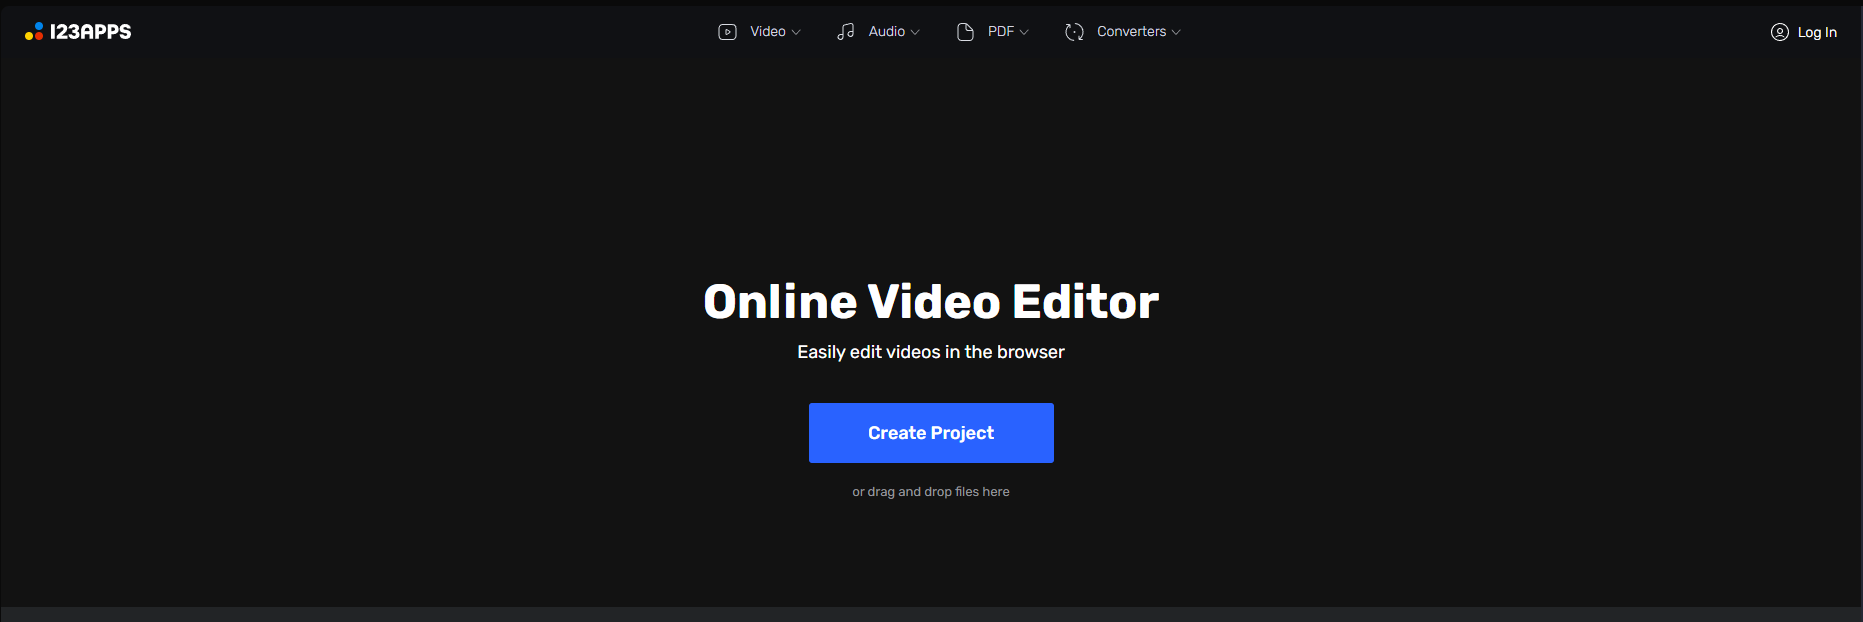 123APPS
Video
Audio
PDF
Converters
Log In
Online Video Editor
Easily edit videos in the browser
Create Project
or drag and drop files here